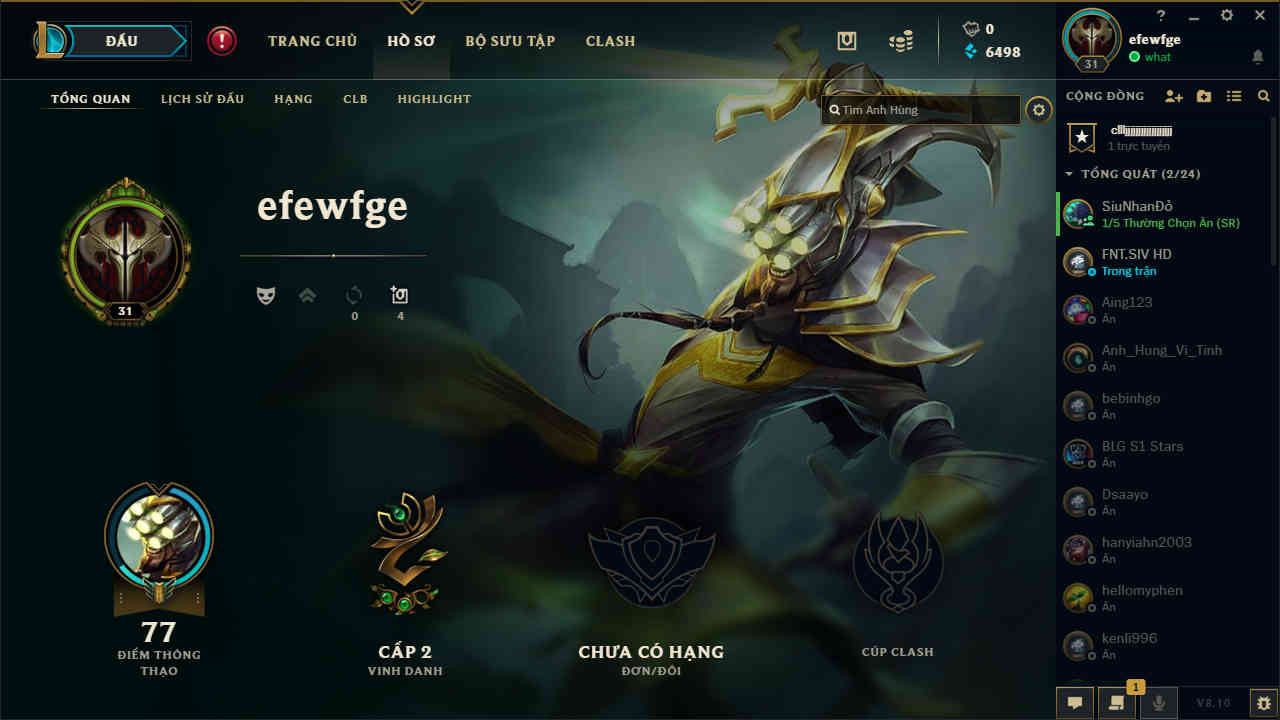 ĐẤU
TRANG CHỦ
HỒ SƠ
BỘ SƯU TẬP
CLASH
0
6498
31
efewfge
what
TỔNG QUAN
LỊCH SỬ ĐẤU
HẠNG
CLB
HIGHLIGHT
Tìm Anh Hùng
31
efewfge
0
4
77
ĐIỂM THÔNG
THẠO
CẤP 2
VINH DANH
CHƯA CÓ HẠNG
ĐƠN/ĐÔI
CÚP CLASH
CỘNG ĐỒNG
1 trực tuyến
TỔNG QUÁT (2/24)
SiuNhanĐỏ
1/5 Thường Chọn Ẩn (SR)
FNT.SIV HD
Trong trận
Aing123
Ẩn
Anh_Hung_Vi_Tinh
Ẩn
bebinhgo
Ẩn
BLG S1 Stars
Ẩn
Dsaayo
Ẩn
hanyiahn2003
Ẩn
hellomyphen
Ẩn
kenli996
Ẩn
1
V8.10